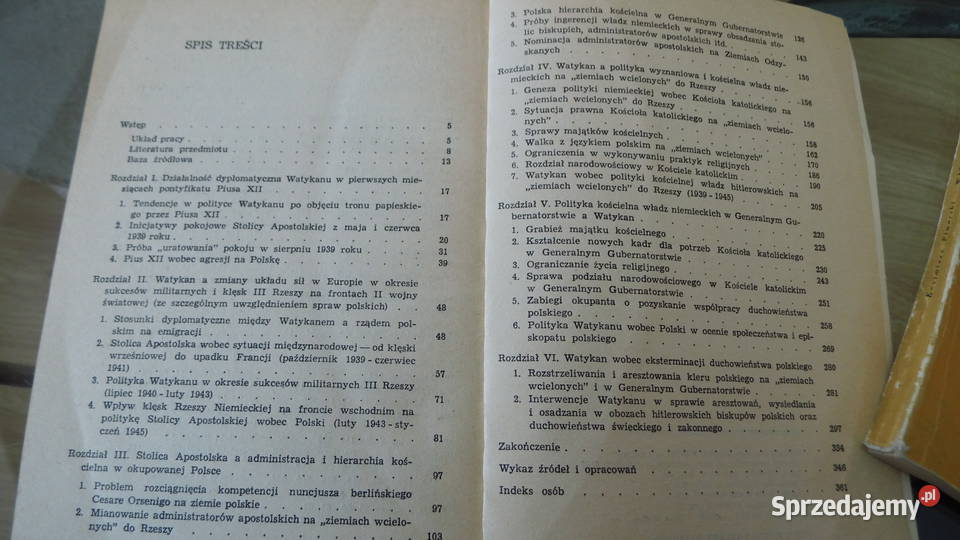 SPIS TREŚCI
Wstęp 5
Układ pracy 5
Literatura przedmiotu 8
Baza źródłowa 13
Rozdział I. Działalność dyplomatyczna Watykanu w pierwszych mie-
siącach pontyfikatu Piusa XII 17
1. Tendencje w polityce Watykanu po objęciu tronu papieskie-
go przez Piusa XII 17
2. Inicjatywy pokojowe Stolicy Apostolskiej z maja i czerwca
1939 roku 20
3. Próba „uratowania" pokoju w sierpniu 1939 roku 31
4. Pius XII wobec agresji na Polskę 39
Rozdział II. Watykan a zmiany układu sił w Europie w okresie
sukcesów militarnych i klęsk III Rzeszy na frontach II wojny
światowej (ze szczególnym uwzględnieniem spraw polskich) 48
1. Stosunki dyplomatyczne między Watykanem a rządem pol-
skim na emigracji 48
2. Stolica Apostolska wobec sytuacji międzynarodowej — od klęski
wrześniowej do upadku Francji (październik 1939 - czerwiec
1941) 57
3. Polityka Watykanu w okresie sukcesów militarnych III Rzeszy
(lipiec 1940 - luty 1943) 71
4. Wpływ klęsk Rzeszy Niemieckiej na froncie wschodnim na
politykę Stolicy Apostolskiej wobec Polski (luty 1943 - sty-
czeń 1945) 81
Rozdział III. Stolica Apostolska a administracja i hierarchia koś-
cielna w okupowanej Polsce 97
1. Problem rozciągnięcia kompetencji nuncjusza berlińskiego
Cesare Orsenigo na ziemie polskie 97
2. Mianowanie administratorów apostolskich na „ziemiach wcielo-
nych" do Rzeszy 103
3. Polska hierarchia kościelna w Generalnym Gubernatorstwie
4. Próby ingerencji władz niemieckich w sprawy obsadzania sto-
lic biskupich, administratorów apostolskich itd. 136
5. Nominacja administratorów apostolskich na Ziemiach Odzy-
skanych 143
Rozdział IV. Watykan a polityka wyznaniowa i kościelna władz nie-
mieckich na „ziemiach wcielonych" do Rzeszy 150
1. Geneza polityki niemieckiej wobec Kościoła katolickiego na
„ziemiach wcielonych" do Rzeszy 156
2. Sytuacja prawna Kościoła katolickiego na „ziemiach wcielo-
nych" 156
3. Sprawy majątków kościelnych 158
4. Walka z językiem polskim na „ziemiach wcielonych" 162
5. Ograniczenia w wykonywaniu praktyk religijnych 170
6. Rozdział narodowościowy w Kościele katolickim 186
7. Watykan wobec polityki kościelnej władz hitlerowskich na 190
„ziemiach wcielonych" do Rzeszy (1939 - 1945) 205
Rozdział V. Polityka kościelna władz niemieckich w Generalnym Gu-
bernatorstwie a Watykan 220
1. Grabież majątku kościelnego 225
2. Kształcenie nowych kadr dla potrzeb Kościoła katolickiego
w Generalnym Gubernatorstwie 230
3. Ograniczanie życia religijnego 243
4. Sprawa podziału narodowościowego w Kościele katolickim
w Generalnym Gubernatorstwie 251
5. Zabiegi okupanta o pozyskanie współpracy duchowieństwa
polskiego 258
6. Polityka Watykanu wobec Polski w ocenie społeczeństwa i epi-
skopatu polskiego 269
Rozdział VI. Watykan wobec eksterminacji duchowieństwa polskiego 280
1. Rozstrzeliwania i aresztowania kleru polskiego na „ziemiach
wcielonych" i w Generalnym Gubernatorstwie 281
2. Interwencje Watykanu w sprawie aresztowań, wysiedlania
i osadzania w obozach hitlerowskich biskupów polskich oraz
duchowieństwa świeckiego i zakonnego 297
Zakończenie 334
Wykaz źródeł i opracowań 346
Indeks osób 361
Sprzedajemy.pl